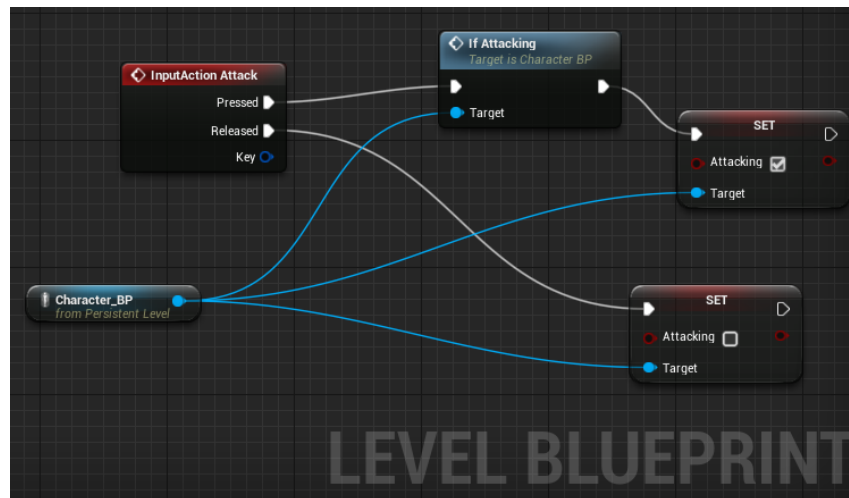 If Attacking
Target is Character BP
InputAction Attack
Pressed
Released
Key
Target
SET
Attacking
Target
Character_BP
from Persistent Level
SET
Attacking
Target
LEVEL BLUEPRINT